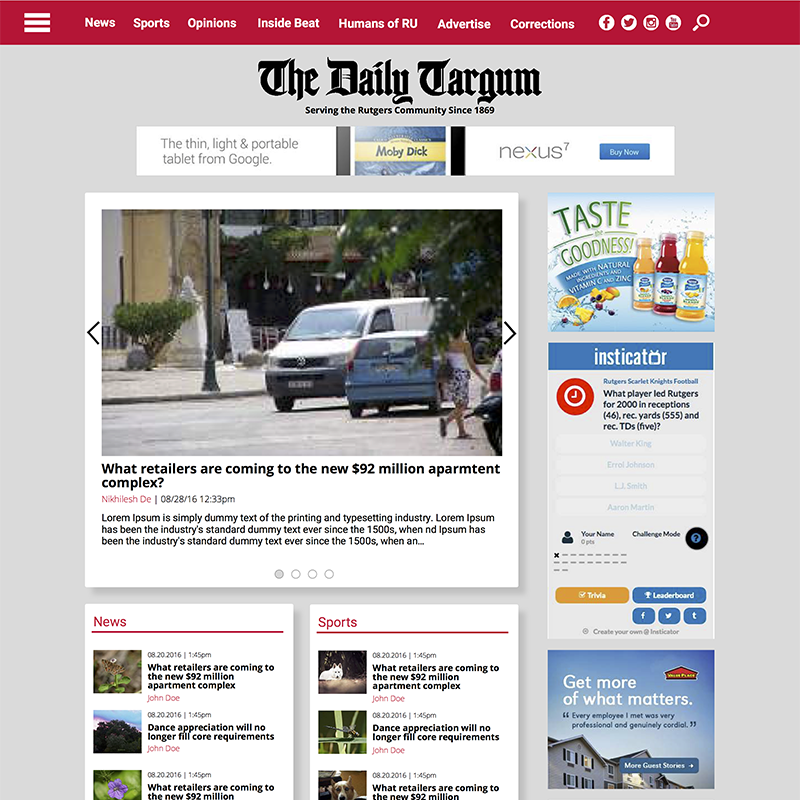 News Sports Opinions Inside Beat Humans of RU Advertise Corrections
The Daily Targum
Serving the Rutgers Community Since 1869
The thin, light & portable
tablet from Google.
Moby Dick
nexus7
Buy Now
What retailers are coming to the new $92 million aparmtent
complex?
Nikhilesh De | 08/28/16 12:33pm
Lorem Ipsum is simply dummy text of the printing and typesetting industry. Lorem Ipsum
has been the industry's standard dummy text ever since the 1500s, when nd Lorem Ipsum
been the industry's standard dummy text ever since the 1500s, when an...
TASTE
the
GOODNESS!
MADE WITH NATURAL
INGREDIENTS AND
VITAMIN C AND ZINC
insticator
Rutgers Scarlet Knights Football
What player led Rutgers
for 2000 in receptions
(46), rec. yards (555) and
rec. TDs (five)?
Walter King
Errol Johnson
L.J. Smith
Aaron Martin
Your Name
0 pts
Challenge Mode
?
Trivia
Leaderboard
Create your own @ Insticator
VALUE PLACE
Get more
of what matters.
"Every employee I met was very
professional and genuinely cordial."
More Guest Stories
News
08.20.2016 | 1:45pm
What retailers are coming to
the new $92 million
apartment complex
John Doe
08.20.2016 | 1:45pm
Dance appreciation will no
longer fill core requirements
John Doe
08.20.2016 | 1:45pm
What retailers are coming to
the new $92 million
Sports
08.20.2016 | 1:45pm
What retailers are coming to
the new $92 million
apartment complex
John Doe
08.20.2016 | 1:45pm
Dance appreciation will no
longer fill core requirements
John Doe
08.20.2016 | 1:45pm
What retailers are coming to
the new $92 million